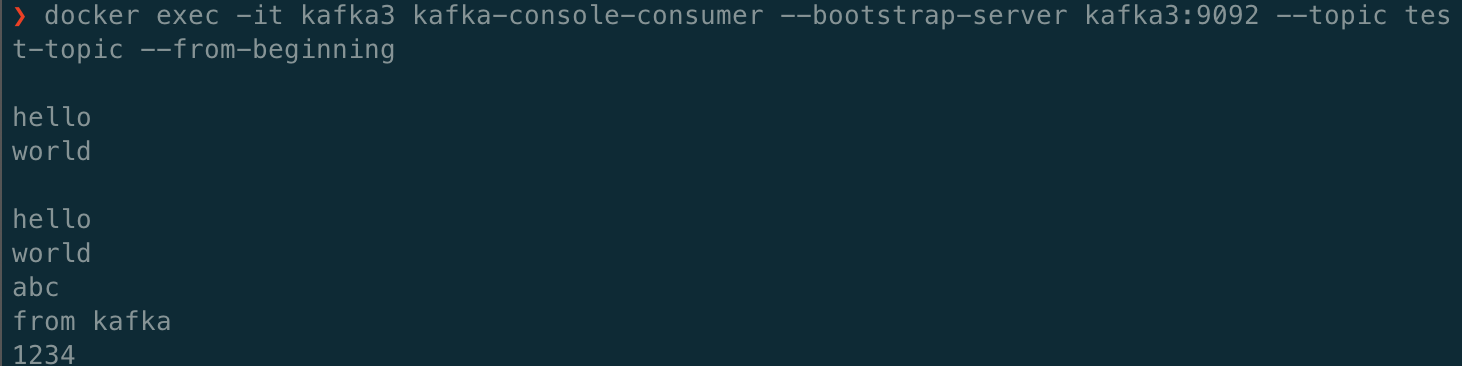 ❯ docker exec -it kafka3 kafka-console-consumer --bootstrap-server kafka3:9092 --topic tes
t-topic --from-beginning

hello
world

hello
world
abc
from kafka
1234